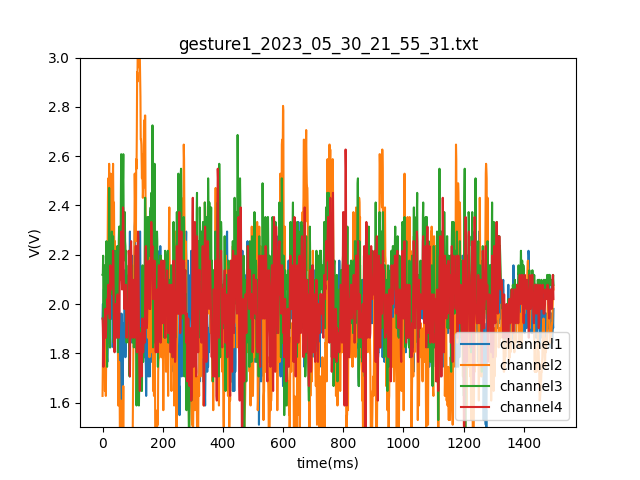 gesture1_2023_05_30_21_55_31.txt
3.0
2.8
2.6
2.4
2.2
2.0
1.8
1.6
V(V)
channel1
channel2
channel3
channel4
0 200 400 600 800 1000 1200 1400
time(ms)